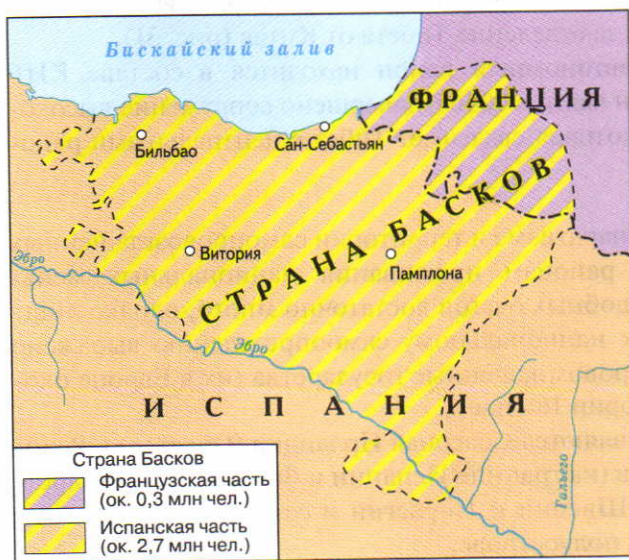 Бискайский залив
ФРАНЦИЯ
Бильбао
Сан-Себастьян
СТРАНА БАСКОВ
Витория
Памплона
Эбро
Эбро
ИСПАНИЯ
Гальего
Страна Басков
Французская часть
(ок. 0,3 млн чел.)
Испанская часть
(ок. 2,7 млн чел.)